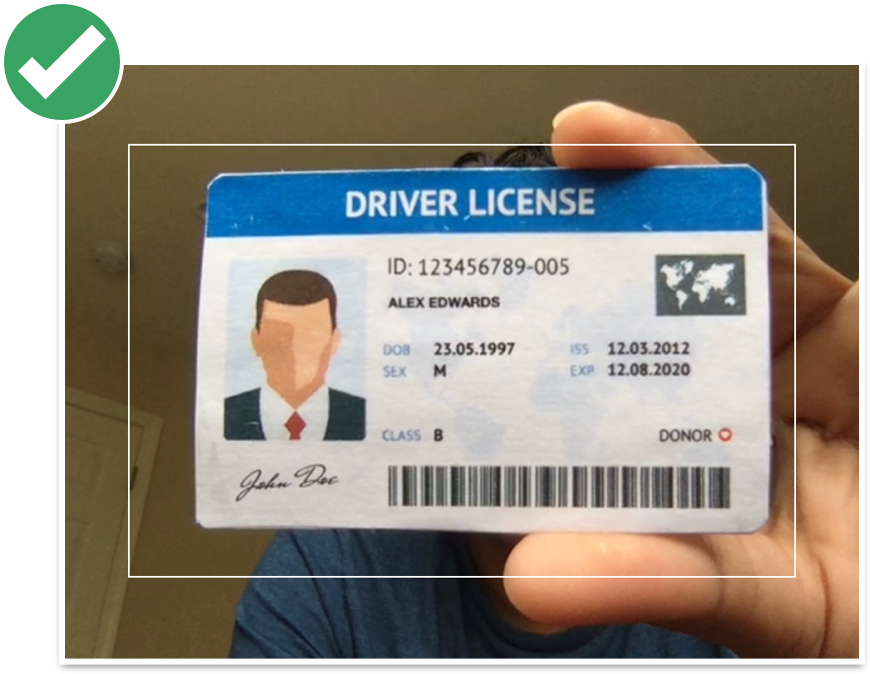 DRIVER LICENSE
ID: 123456789-005
ALEX EDWARDS
DOB 23.05.1997 ISS 12.03.2012
SEX M EXP 12.08.2020
CLASS B DONOR
John Doe